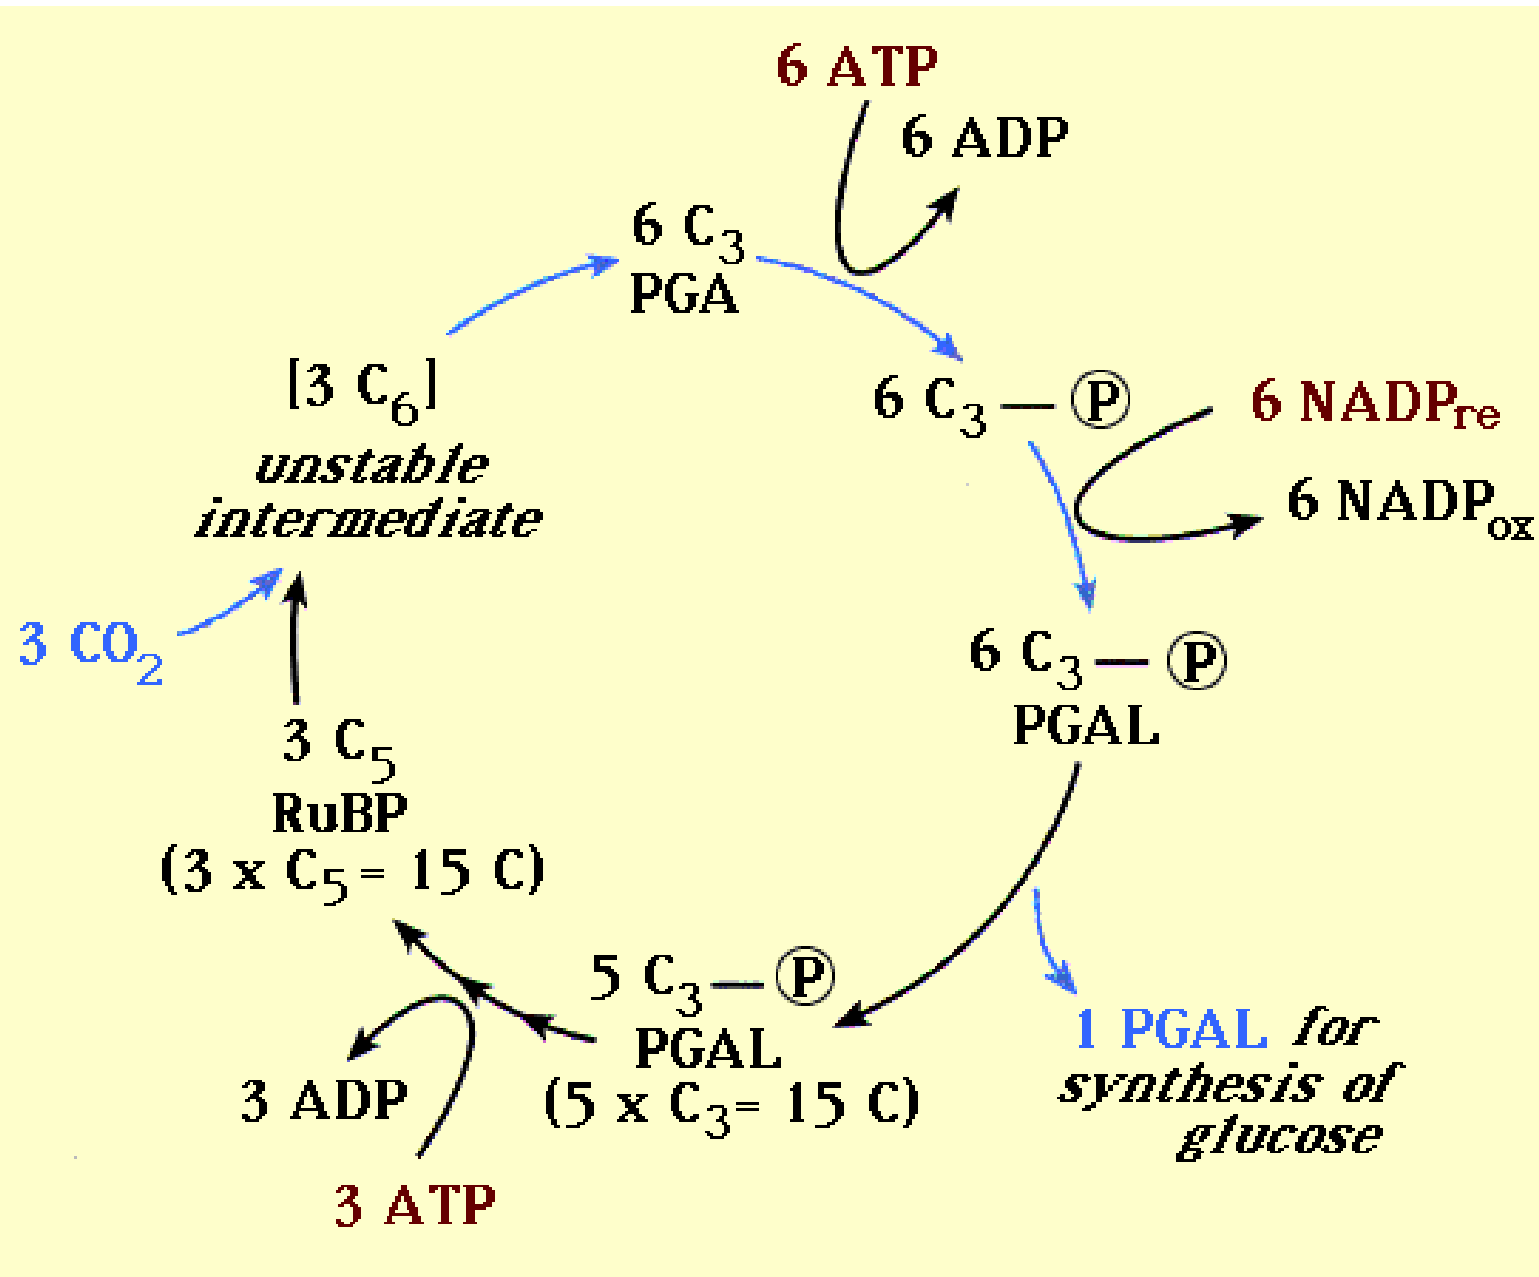 6 ATP
6 ADP
6 C3
PGA
[3 C6]
unstable
intermediate
6 C3 — P
6 NADPre
6 NADPox
3 CO2
6 C3 — P
PGAL
3 C5
RuBP
(3 x C5 = 15 C)
5 C3 — P
PGAL
(5 x C3 = 15 C)
1 PGAL for
synthesis of
glucose
3 ADP
3 ATP